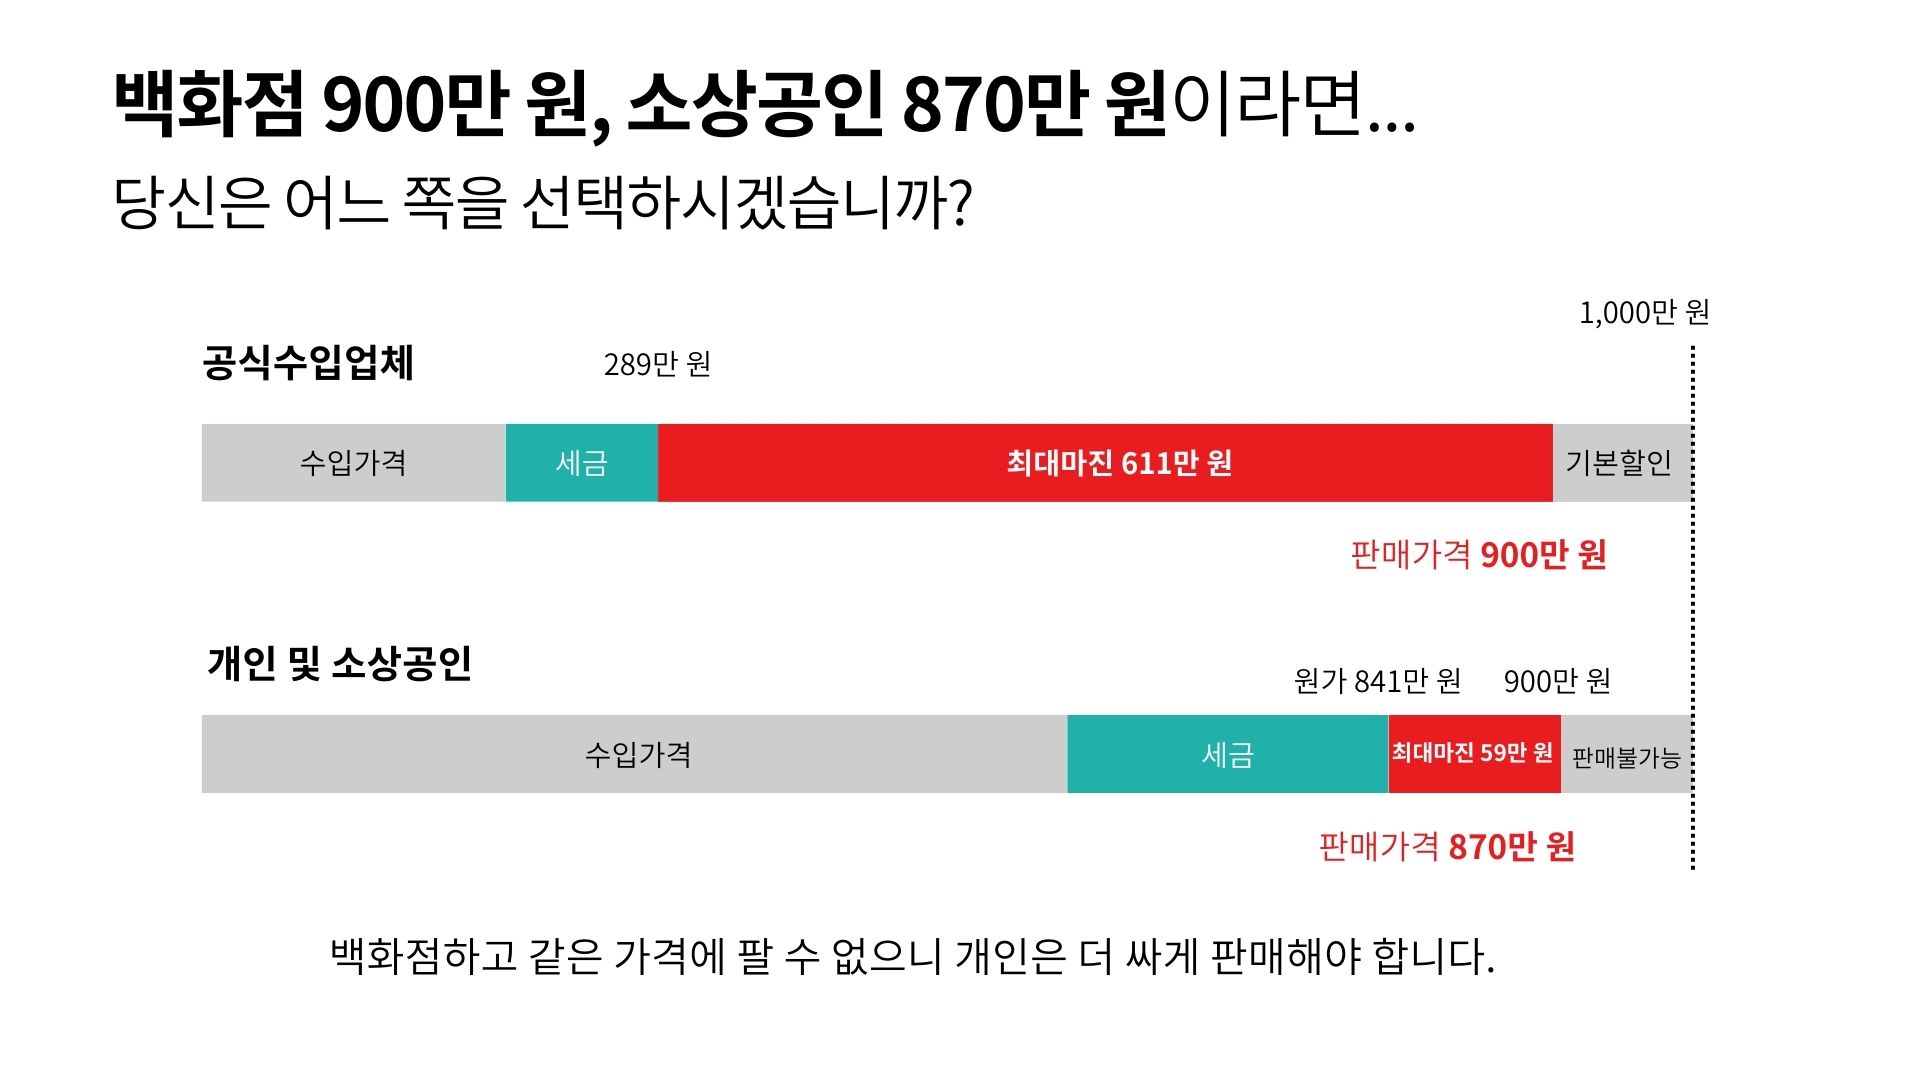 백화점 900만 원, 소상공인 870만 원이라면...
당신은 어느 쪽을 선택하시겠습니까?
1,000만 원
공식수입업체
289만 원
수입가격
세금
최대마진 611만 원
기본할인
판매가격 900만 원
개인 및 소상공인
원가 841만 원
900만 원
수입가격
세금
최대마진 59만 원
판매불가능
판매가격 870만 원
백화점하고 같은 가격에 팔 수 없으니 개인은 더 싸게 판매해야 합니다.